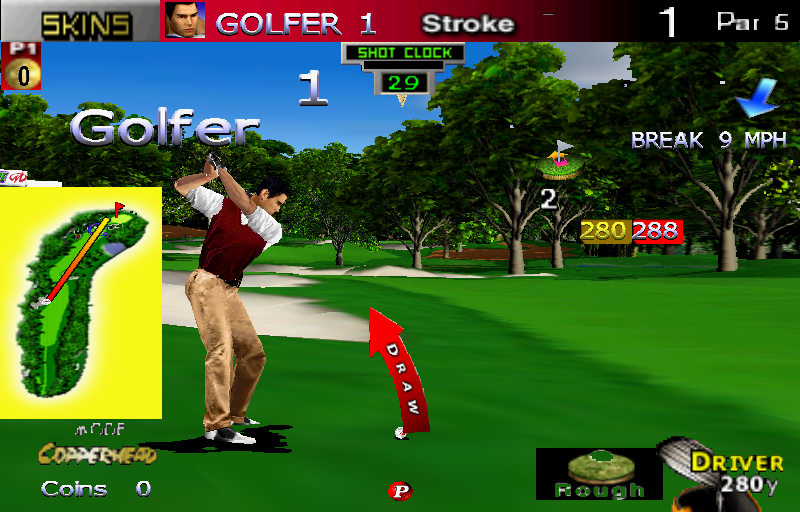 SKINS GOLFER 1 Stroke 1 Par 5
P1
0
SHOT CLOCK
29
1
Golfer
BREAK 9 MPH
2
280 288
DRAW
MODE
COPPERHEAD
Coins 0
P
Rough
DRIVER
280y